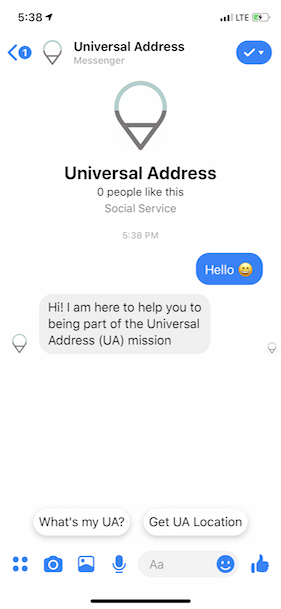 5:38
LTE
1
Universal Address
Messenger
Universal Address
0 people like this
Social Service
5:38 PM
Hello 😀
Hi! I am here to help you to
being part of the Universal
Address (UA) mission
What's my UA?
Get UA Location
Aa